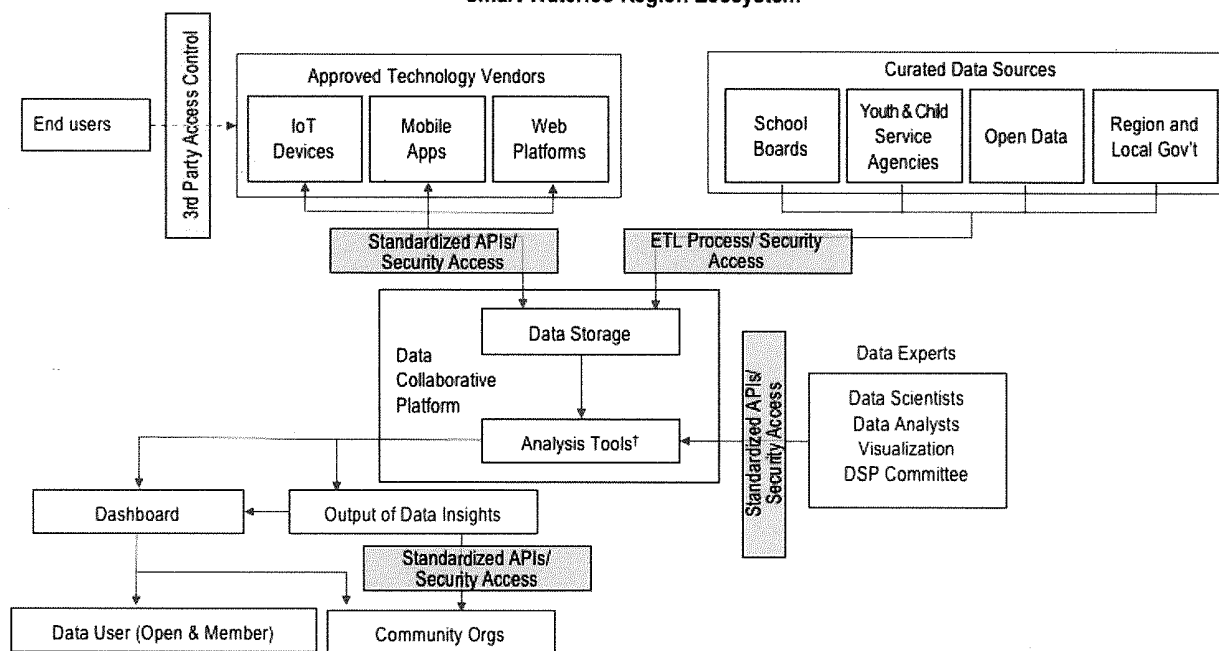 Smart Waterloo Region Ecosystem
3rd Party Access Control
End users
Approved Technology Vendors
IoT
Devices
Mobile
Apps
Web
Platforms
Curated Data Sources
School
Boards
Youth & Child
Service
Agencies
Open Data
Region and
Local Gov't
Standardized APIs/
Security Access
ETL Process/ Security
Access
Data Storage
Data
Collaborative
Platform
Analysis Tools†
Standardized APIs/
Security Access
Data Experts
Data Scientists
Data Analysts
Visualization
DSP Committee
Dashboard
Output of Data Insights
Standardized APIs/
Security Access
Data User (Open & Member)
Community Orgs